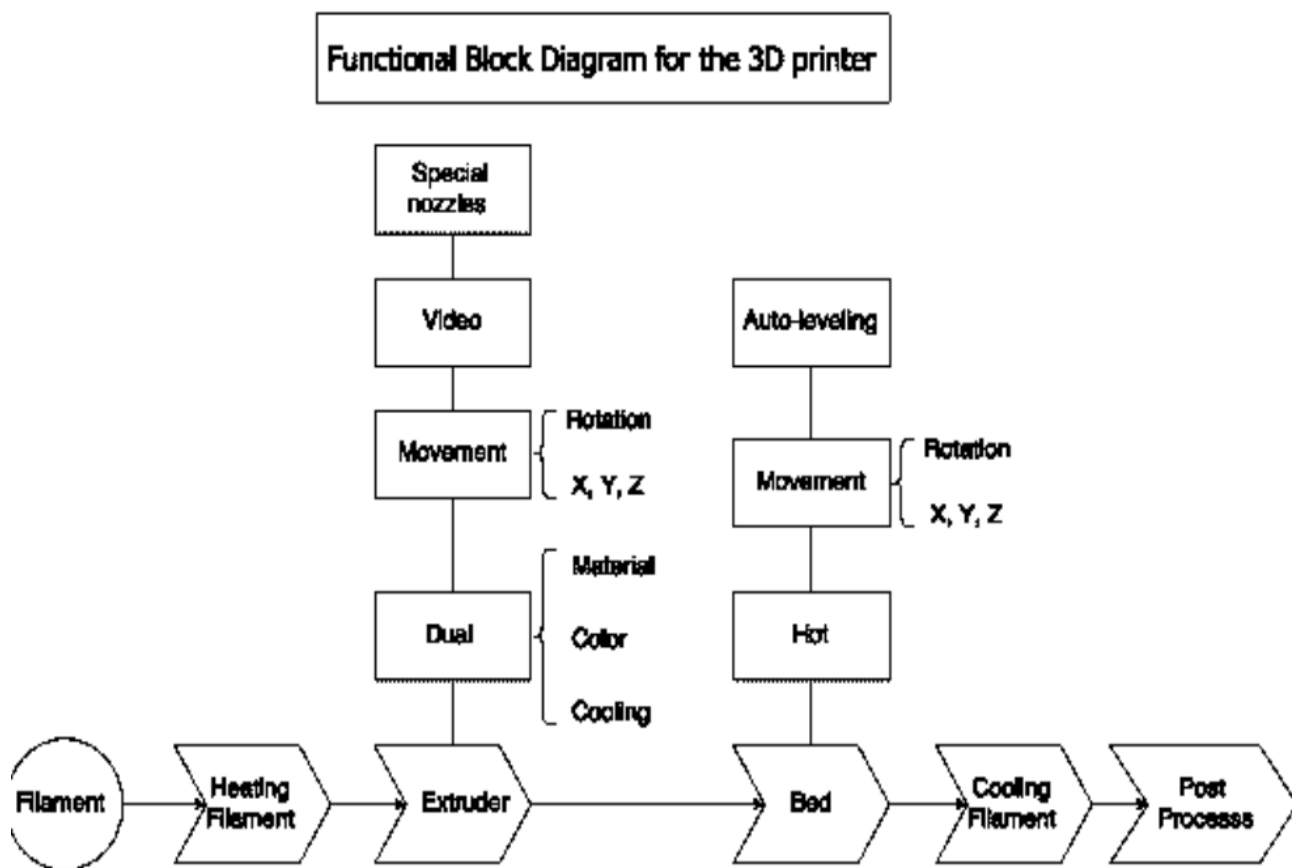 Functional Block Diagram for the 3D printer
Special
nozzles
Video
Auto-leveling
Movement
Rotation
X, Y, Z
Movement
Rotation
X, Y, Z
Dual
Material
Color
Cooling
Hot
Filament
Heating
Filament
Extruder
Bed
Cooling
Filament
Post
Processs